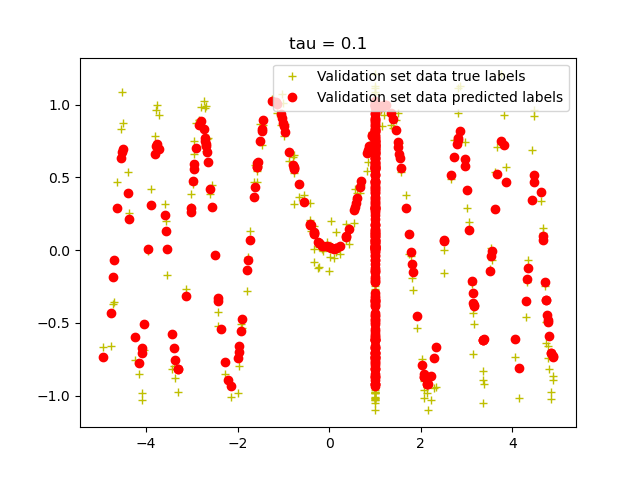 tau = 0.1
Validation set data true labels
Validation set data predicted labels
1.0
0.5
0.0
−0.5
−1.0
−4 −2 0 2 4